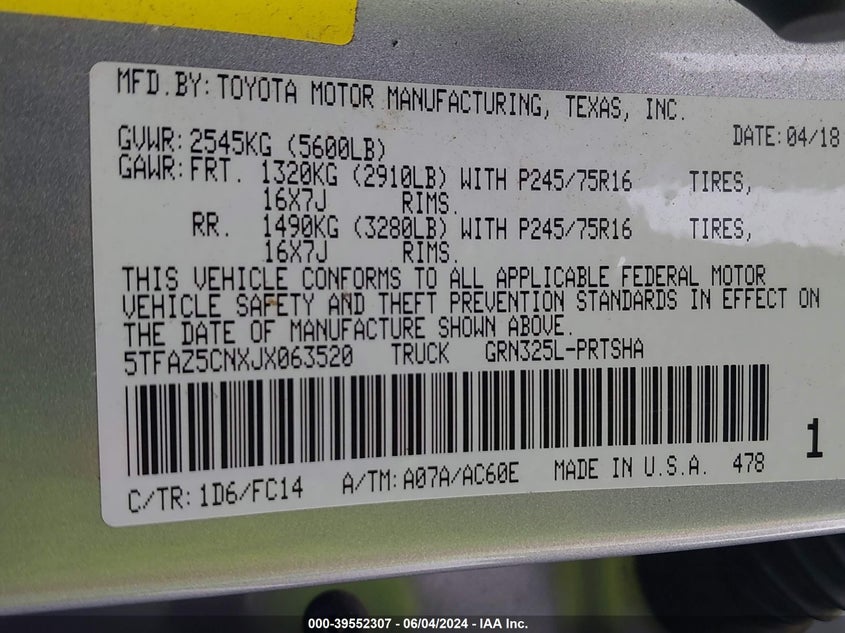 MFD.BY: TOYOTA MOTOR MANUFACTURING, TEXAS, INC.
DATE: 04/18
GVWR: 2545KG (5600LB)
GAWR: FRT. 1320KG (2910LB) WITH P245/75R16 TIRES,
16X7J RIMS.
RR. 1490KG (3280LB) WITH P245/75R16 TIRES,
16X7J RIMS.
THIS VEHICLE CONFORMS TO ALL APPLICABLE FEDERAL MOTOR
VEHICLE SAFETY AND THEFT PREVENTION STANDARDS IN EFFECT ON
THE DATE OF MANUFACTURE SHOWN ABOVE.
5TFAZ5CNXJX063520 TRUCK GRN325L-PRTSHA
1
C/TR: 1D6/FC14 A/TM: A07A/AC60E MADE IN U.S.A. 478
000-39552307 - 06/04/2024 - IAA Inc.